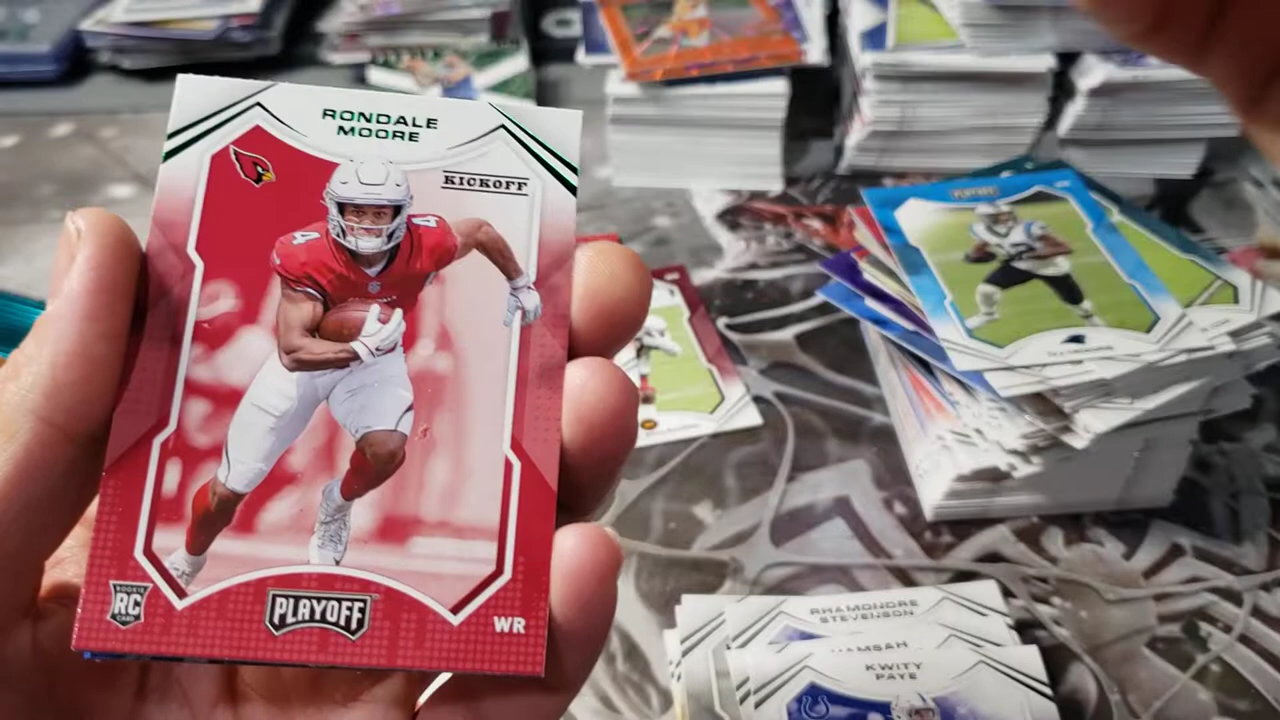 RONDALE
MOORE
KICKOFF
4
4
ROOKIE
RC
CARD
PLAYOFF
WR
PLAYOFF
RHAMONDRE
STEVENSON
KWITY
PAYE